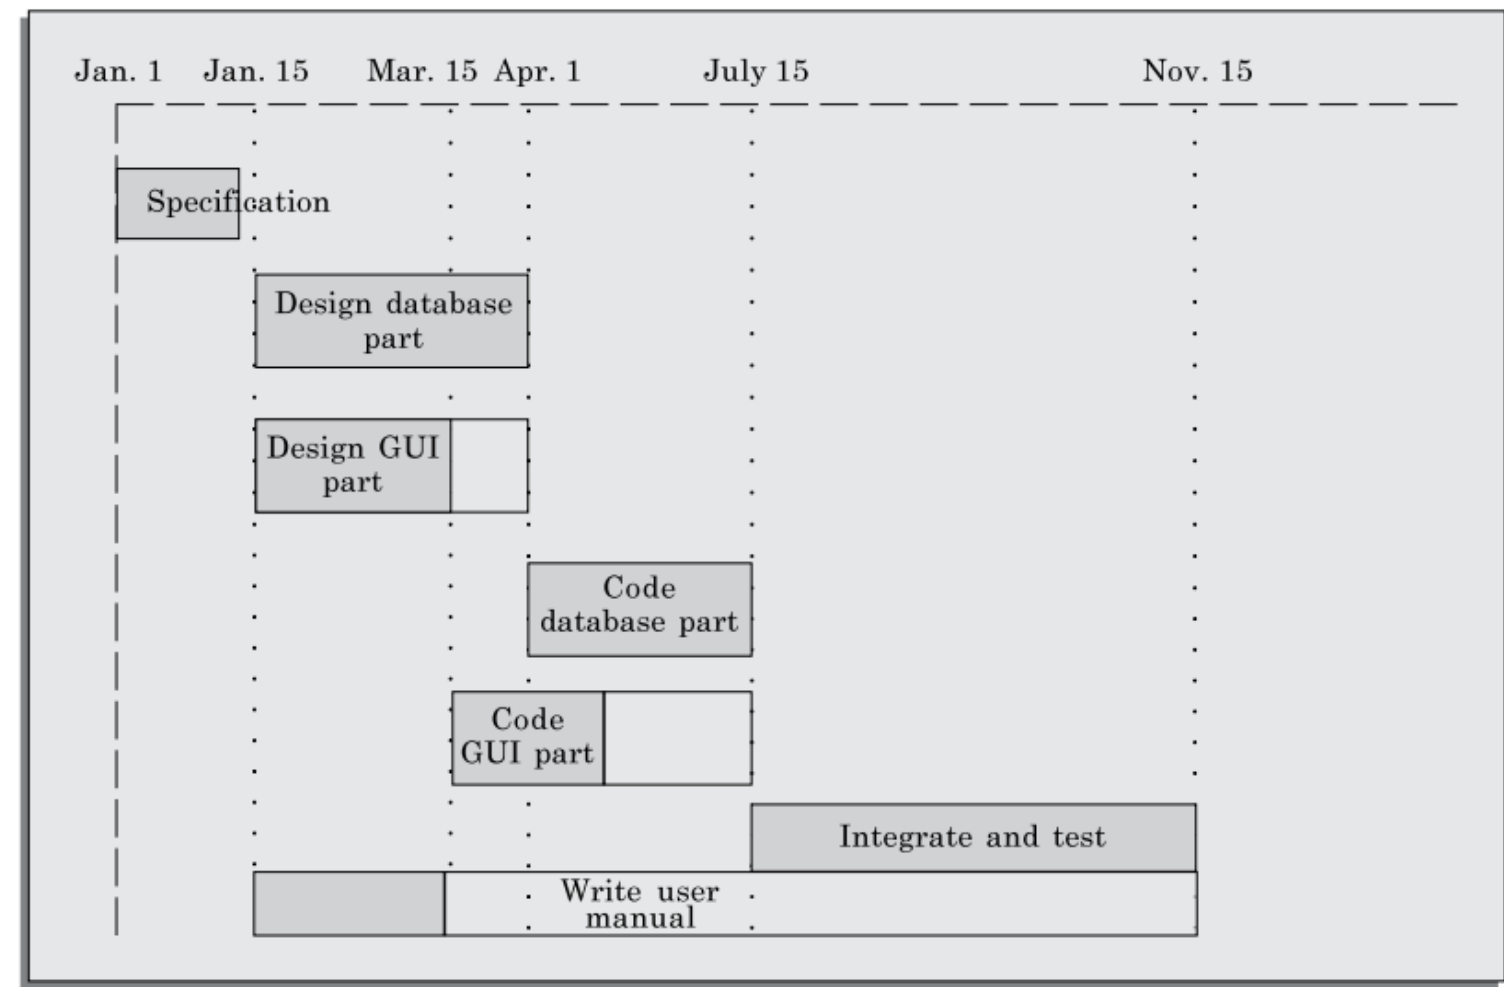 Jan. 1 Jan. 15 Mar. 15 Apr. 1 July 15 Nov. 15
Specification
Design database
part
Design GUI
part
Code
database part
Code
GUI part
Integrate and test
Write user
manual